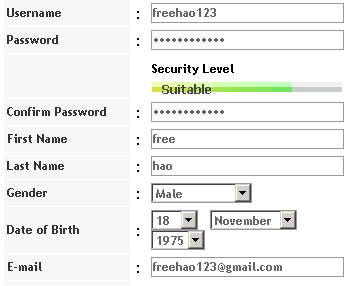 Username : freehao123
Password : ************
Security Level
Suitable
Confirm Password : ************
First Name : free
Last Name : hao
Gender : Male
Date of Birth : 18 November
1975
E-mail : freehao123@gmail.com